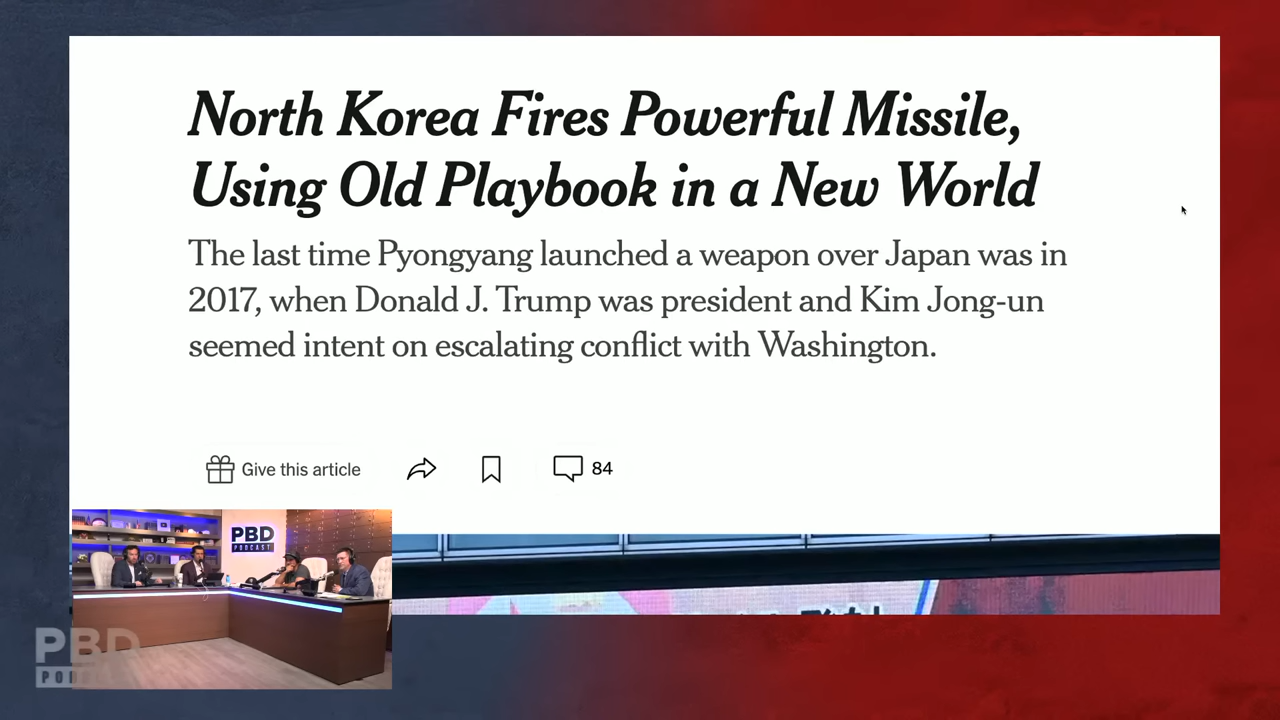 North Korea Fires Powerful Missile,
Using Old Playbook in a New World
The last time Pyongyang launched a weapon over Japan was in
2017, when Donald J. Trump was president and Kim Jong-un
seemed intent on escalating conflict with Washington.
Give this article
84
PBD
PODCAST
PBD